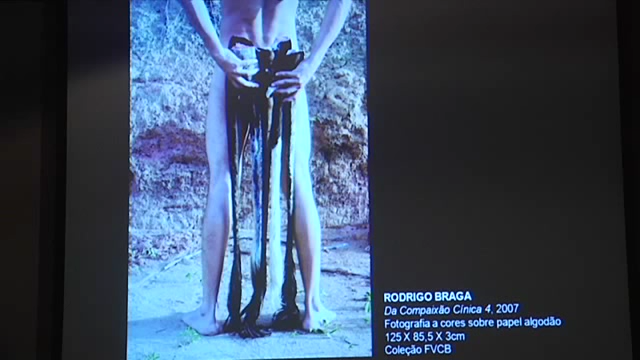 RODRIGO BRAGA
Da Compaixão Cínica 4, 2007
Fotografia a cores sobre papel algodão
125 X 85,5 X 3cm
Coleção FVCB